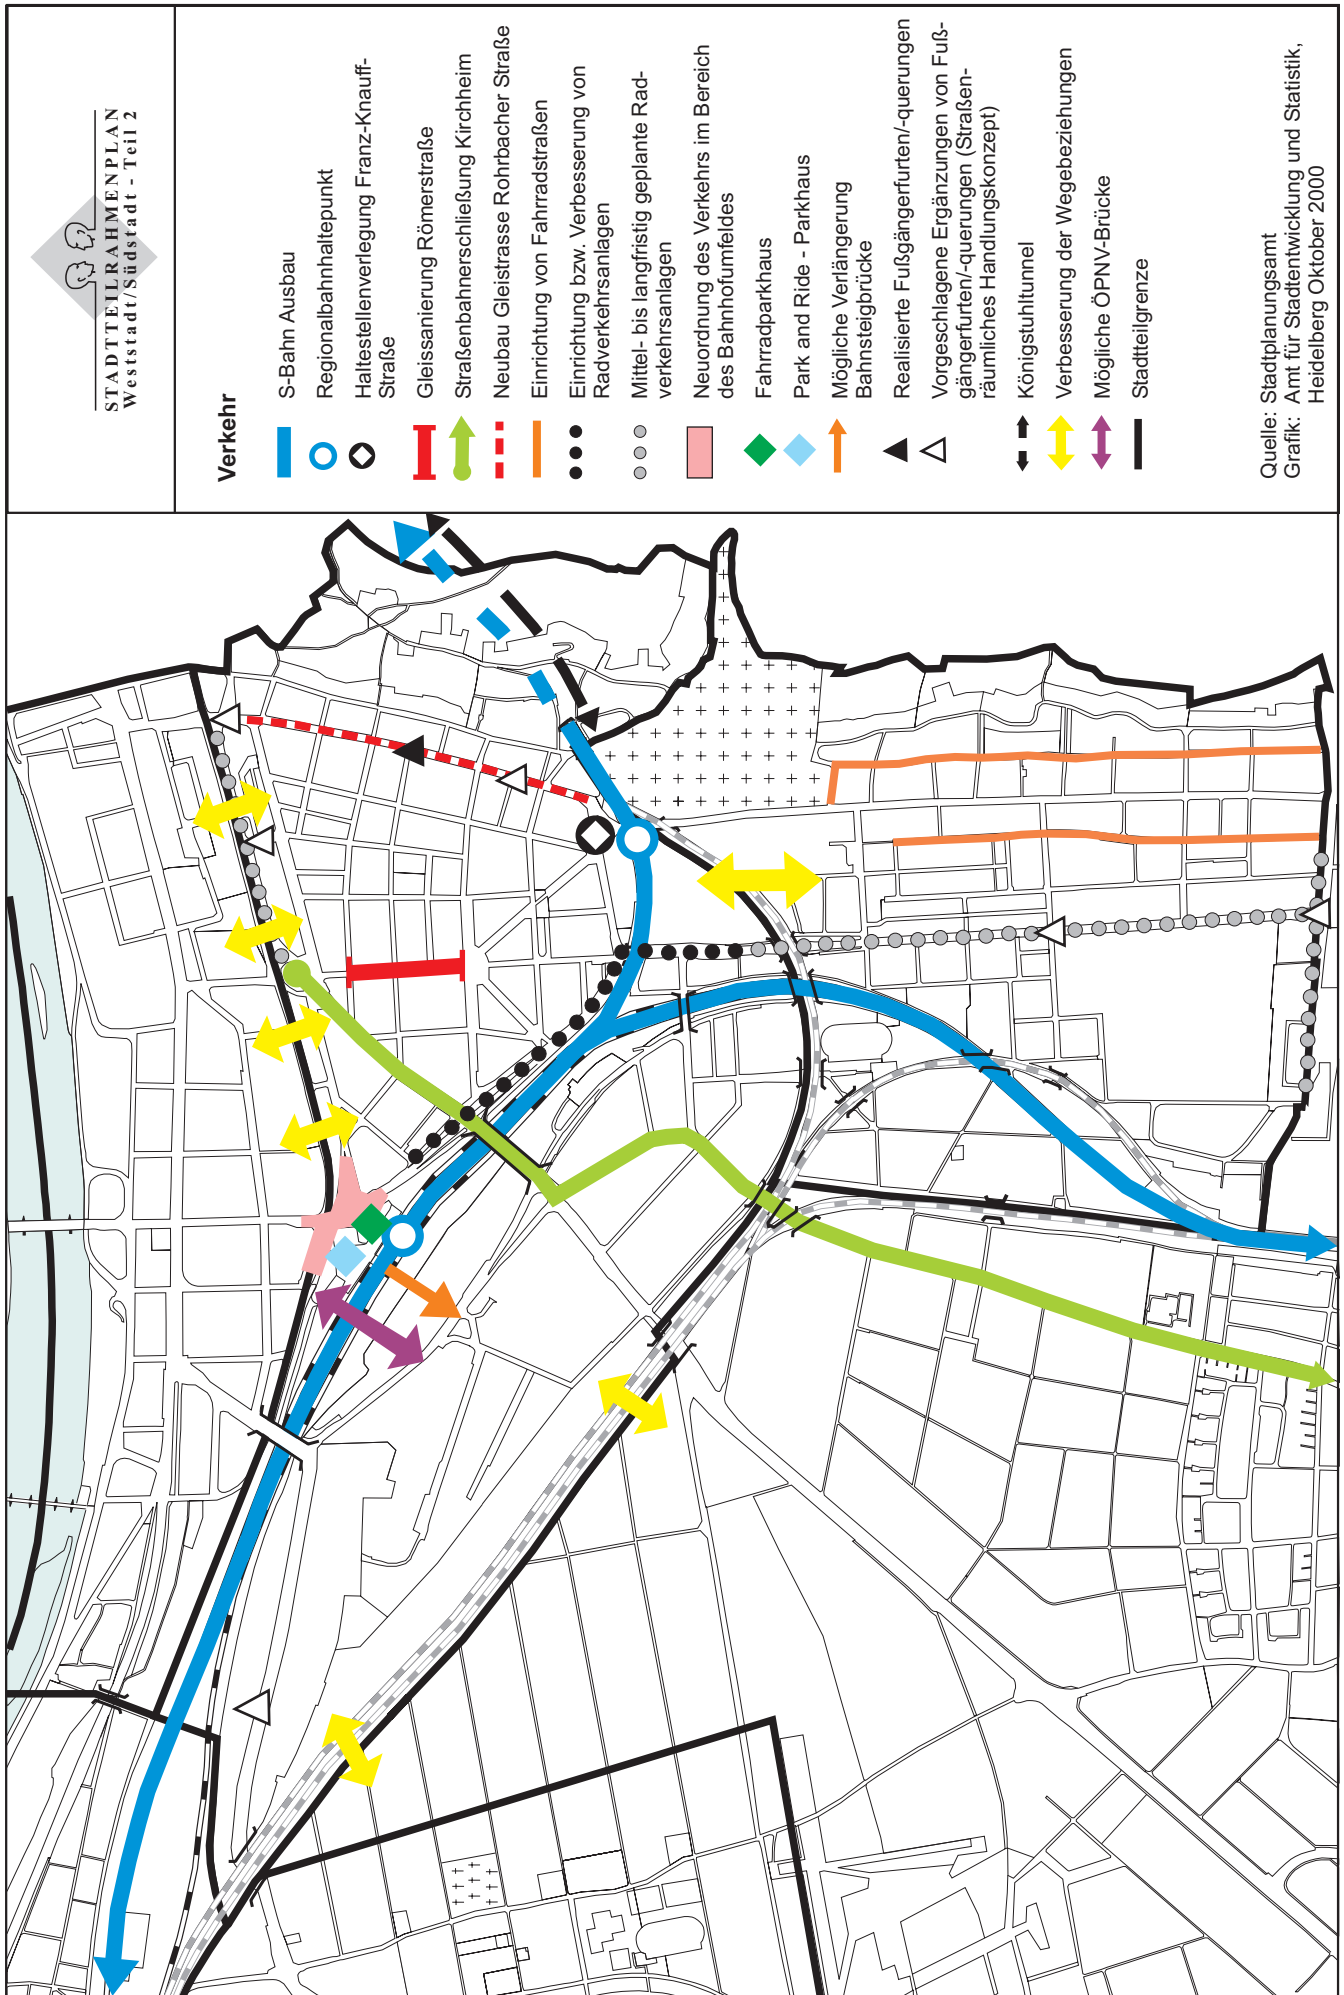 STADTTEILRAHMENPLAN
Weststadt/Südstadt - Teil 2
Verkehr
S-Bahn Ausbau
Regionalbahnhaltepunkt
Haltestellenverlegung Franz-Knauff-
Straße
Gleissanierung Römerstraße
Straßenbahnerschließung Kirchheim
Neubau Gleistrasse Rohrbacher Straße
Einrichtung von Fahrradstraßen
Einrichtung bzw. Verbesserung von
Radverkehrsanlagen
Mittel- bis langfristig geplante Rad-
verkehrsanlagen
Neuordnung des Verkehrs im Bereich
des Bahnhofumfeldes
Fahrradparkhaus
Park and Ride - Parkhaus
Mögliche Verlängerung
Bahnsteigbrücke
Realisierte Fußgängerfurten/-querungen
Vorgeschlagene Ergänzungen von Fuß-
gängerfurten/-querungen (Straßen-
räumliches Handlungskonzept)
Königstuhltunnel
Verbesserung der Wegebeziehungen
Mögliche ÖPNV-Brücke
Stadtteilgrenze
Quelle: Stadtplanungsamt
Grafik: Amt für Stadtentwicklung und Statistik,
Heidelberg Oktober 2000